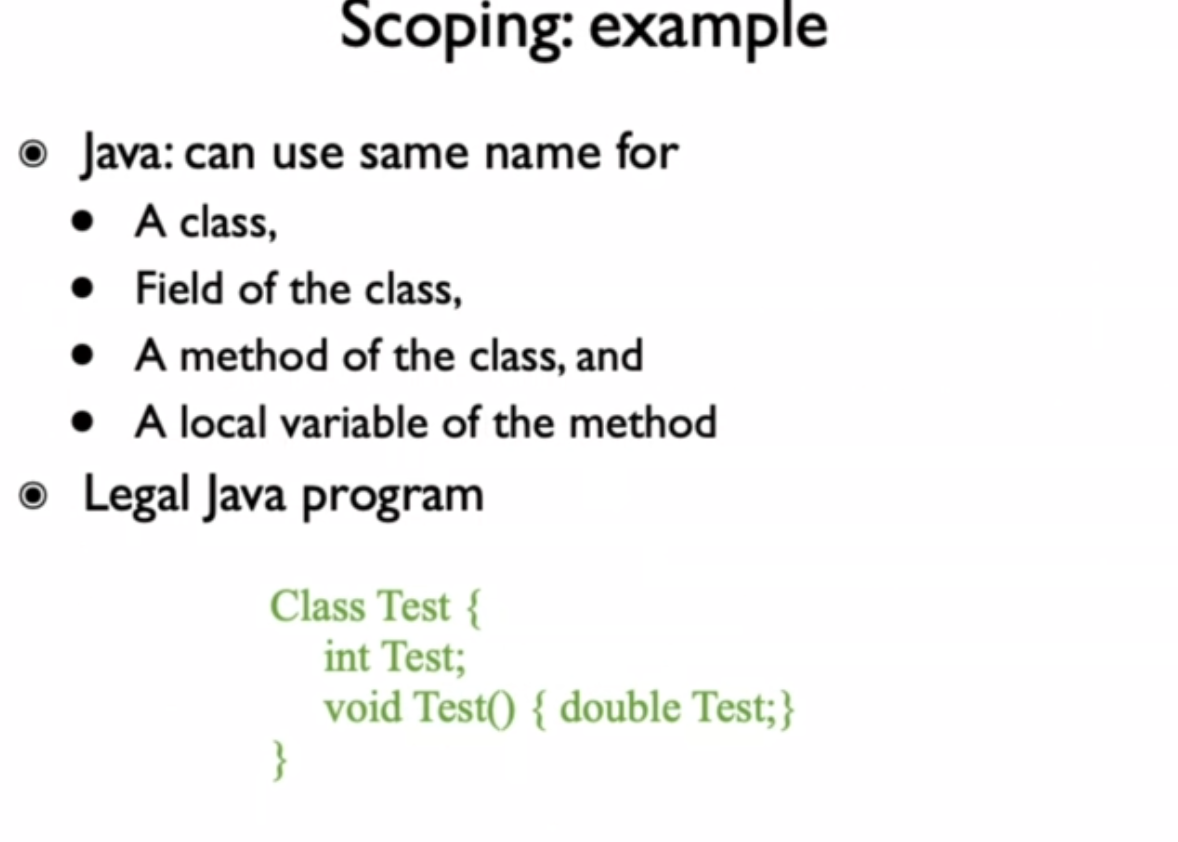 Scoping: example
Java: can use same name for
A class,
Field of the class,
A method of the class, and
A local variable of the method
Legal Java program
Class Test {
int Test;
void Test() { double Test;}
}